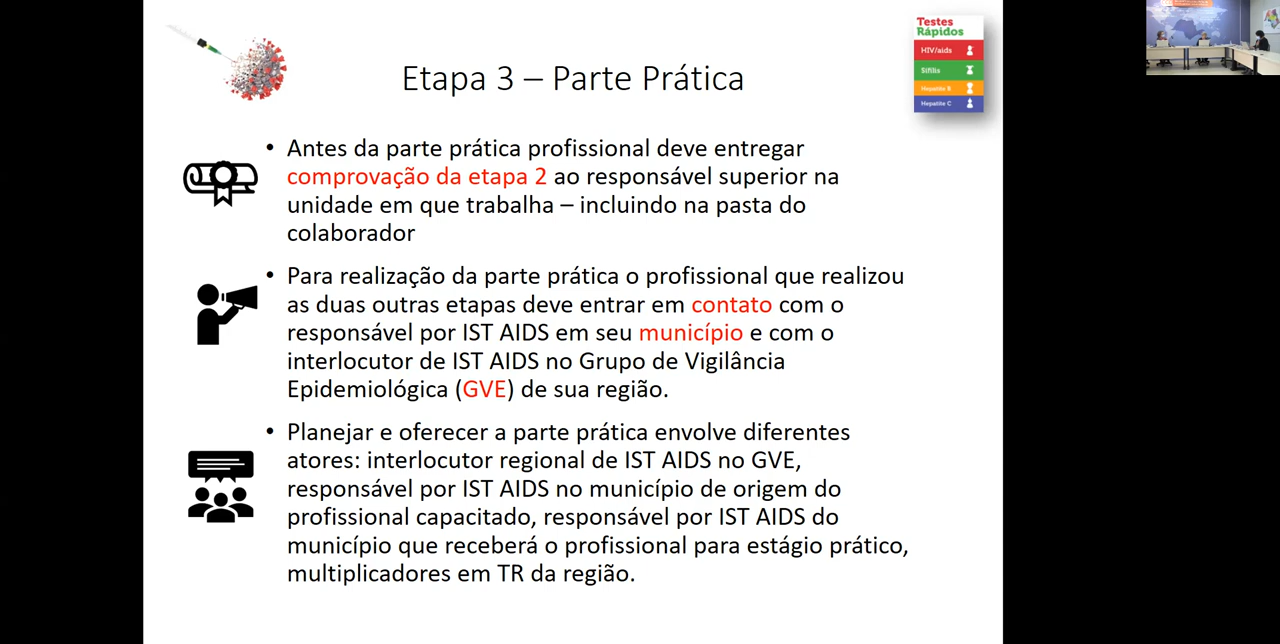 Testes
Rápidos
HIV/aids
Sífilis
Hepatite B
Hepatite C
Etapa 3 – Parte Prática
• Antes da parte prática profissional deve entregar
comprovação da etapa 2 ao responsável superior na
unidade em que trabalha – incluindo na pasta do
colaborador
• Para realização da parte prática o profissional que realizou
as duas outras etapas deve entrar em contato com o
responsável por IST AIDS em seu município e com o
interlocutor de IST AIDS no Grupo de Vigilância
Epidemiológica (GVE) de sua região.
• Planejar e oferecer a parte prática envolve diferentes
atores: interlocutor regional de IST AIDS no GVE,
responsável por IST AIDS no município de origem do
profissional capacitado, responsável por IST AIDS do
município que receberá o profissional para estágio prático,
multiplicadores em TR da região.